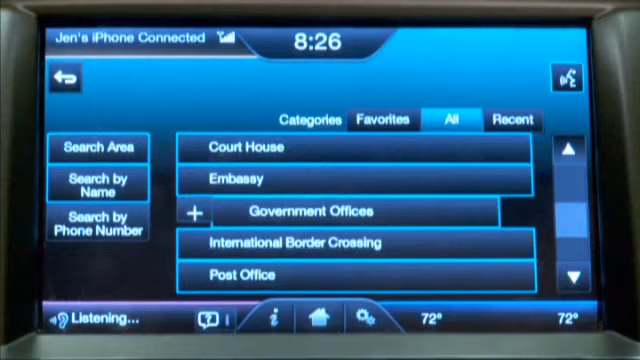 Jen's iPhone Connected
8:26
Categories Favorites All Recent
Search Area
Search by
Name
Search by
Phone Number
Court House
Embassy
+ Government Offices
International Border Crossing
Post Office
Listening...
?
i
72°
72°